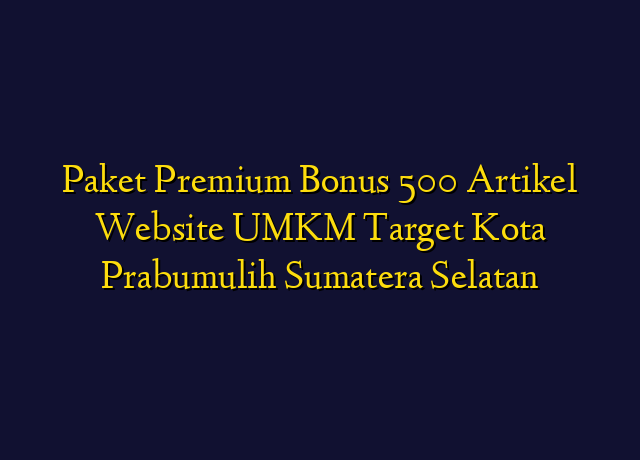 Paket Premium Bonus 500 Artikel
Website UMKM Target Kota
Prabumulih Sumatera Selatan